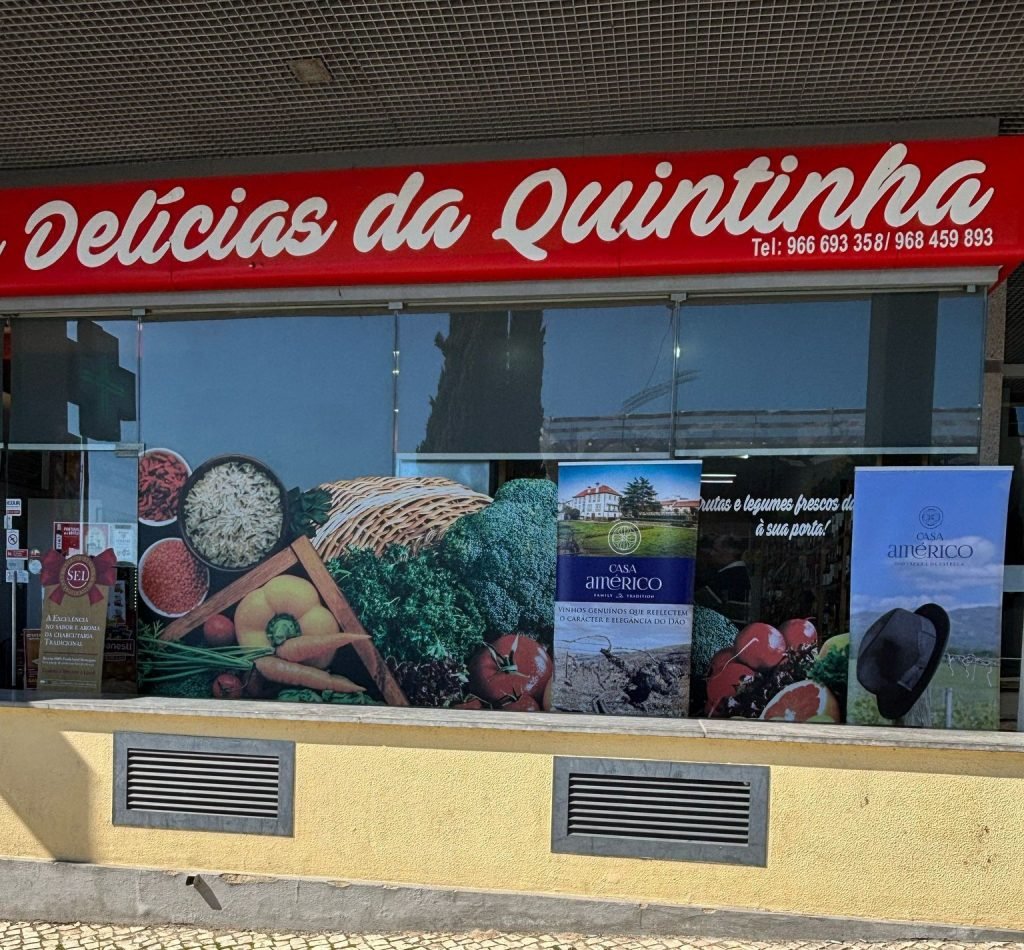 Delícias da Quintinha
Tel: 966 693 358/ 968 459 893
rutas e legumes frescos d
à sua porta!
CASA
américo
FAMILY TRADITION
VINHOS GENUÍNOS QUE REFLECTEM
O CARÁCTER E ELEGANCIA DO DÃO
CASA
américo
SEL
A EXCELÊNCIA
NO SABOR E AROMA
DA CHARCUTARIA
TRADICIONAL